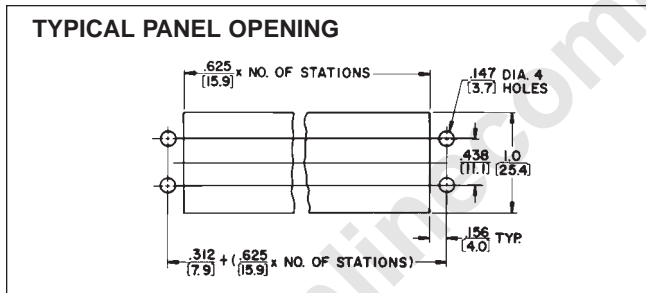 TYPICAL PANEL OPENING
.625 [15.9] x NO. OF STATIONS
.147 DIA. 4
[3.7] HOLES
.438 [11.1]
1.0 [25.4]
.156 [4.0] TYP.
.312 [7.9] + (.625 [15.9] x NO. OF STATIONS)